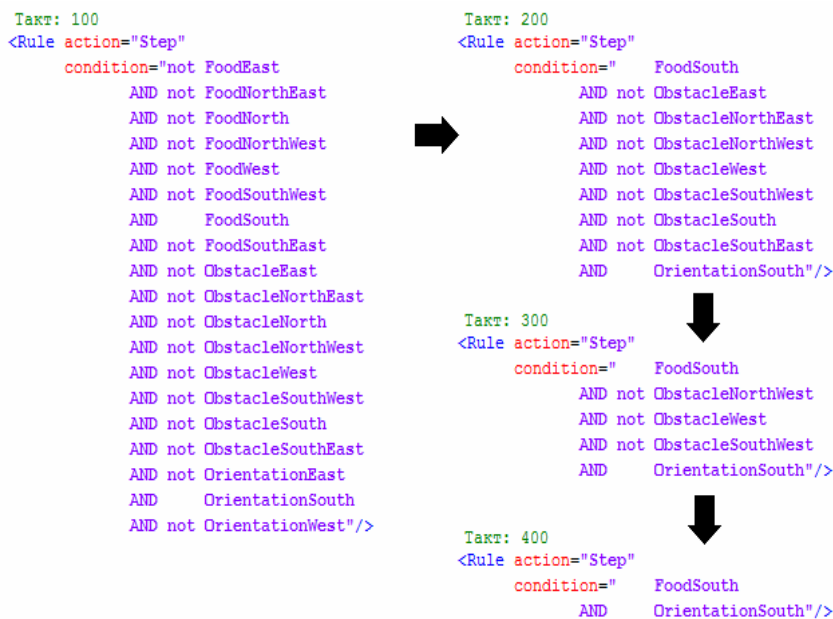 Такт: 100
<Rule action="Step"
condition="not FoodEast
AND not FoodNorthEast
AND not FoodNorth
AND not FoodNorthWest
AND not FoodWest
AND not FoodSouthWest
AND FoodSouth
AND not FoodSouthEast
AND not ObstacleEast
AND not ObstacleNorthEast
AND not ObstacleNorth
AND not ObstacleNorthWest
AND not ObstacleWest
AND not ObstacleSouthWest
AND not ObstacleSouth
AND not ObstacleSouthEast
AND not OrientationEast
AND OrientationSouth
AND not OrientationWest"/>
Такт: 200
<Rule action="Step"
condition=" FoodSouth
AND not ObstacleEast
AND not ObstacleNorthEast
AND not ObstacleNorthWest
AND not ObstacleWest
AND not ObstacleSouthWest
AND not ObstacleSouth
AND not ObstacleSouthEast
AND OrientationSouth"/>
Такт: 300
<Rule action="Step"
condition=" FoodSouth
AND not ObstacleNorthWest
AND not ObstacleWest
AND not ObstacleSouthWest
AND OrientationSouth"/>
Такт: 400
<Rule action="Step"
condition=" FoodSouth
AND OrientationSouth"/>